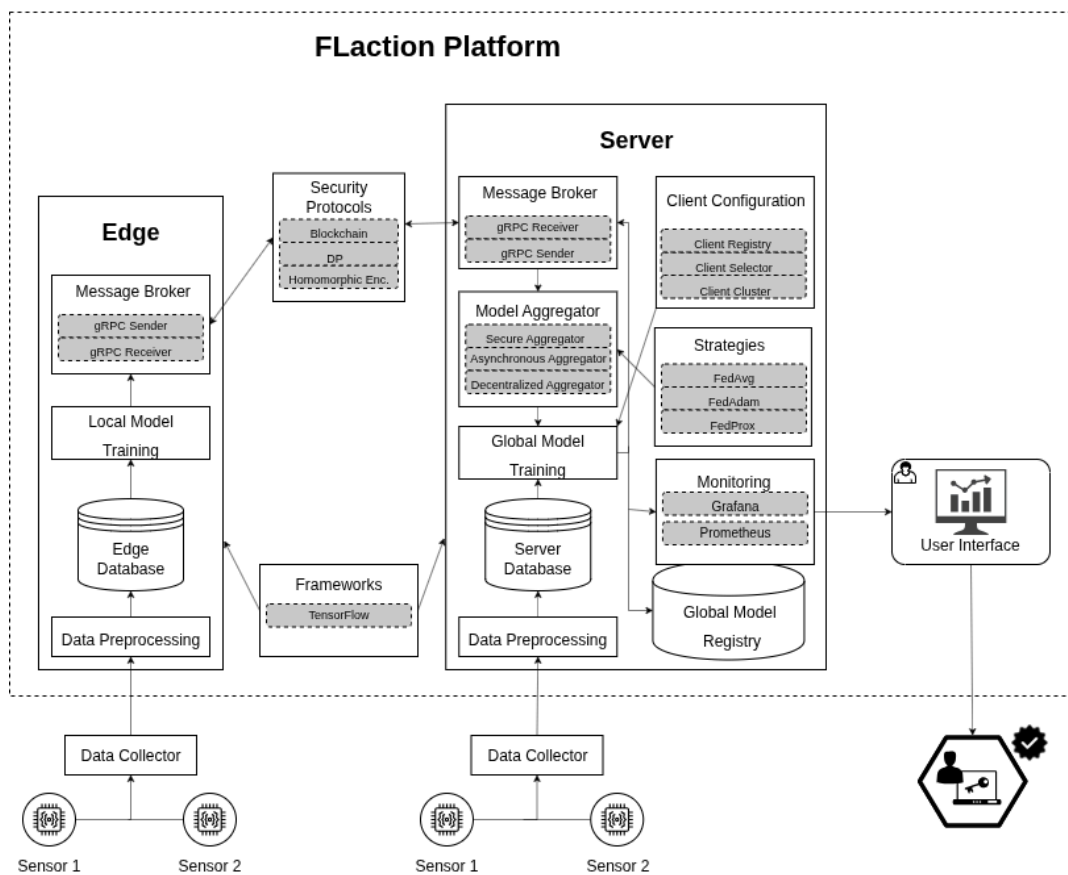 FLaction Platform
Edge
Message Broker
gRPC Sender
gRPC Receiver
Local Model
Training
Edge
Database
Data Preprocessing
Security
Protocols
Blockchain
DP
Homomorphic Enc.
Frameworks
TensorFlow
Server
Message Broker
gRPC Receiver
gRPC Sender
Model Aggregator
Secure Aggregator
Asynchronous Aggregator
Decentralized Aggregator
Global Model
Training
Server
Database
Data Preprocessing
Client Configuration
Client Registry
Client Selector
Client Cluster
Strategies
FedAvg
FedAdam
FedProx
Monitoring
Grafana
Prometheus
Global Model
Registry
User Interface
Data Collector
Sensor 1
Sensor 2
Data Collector
Sensor 1
Sensor 2